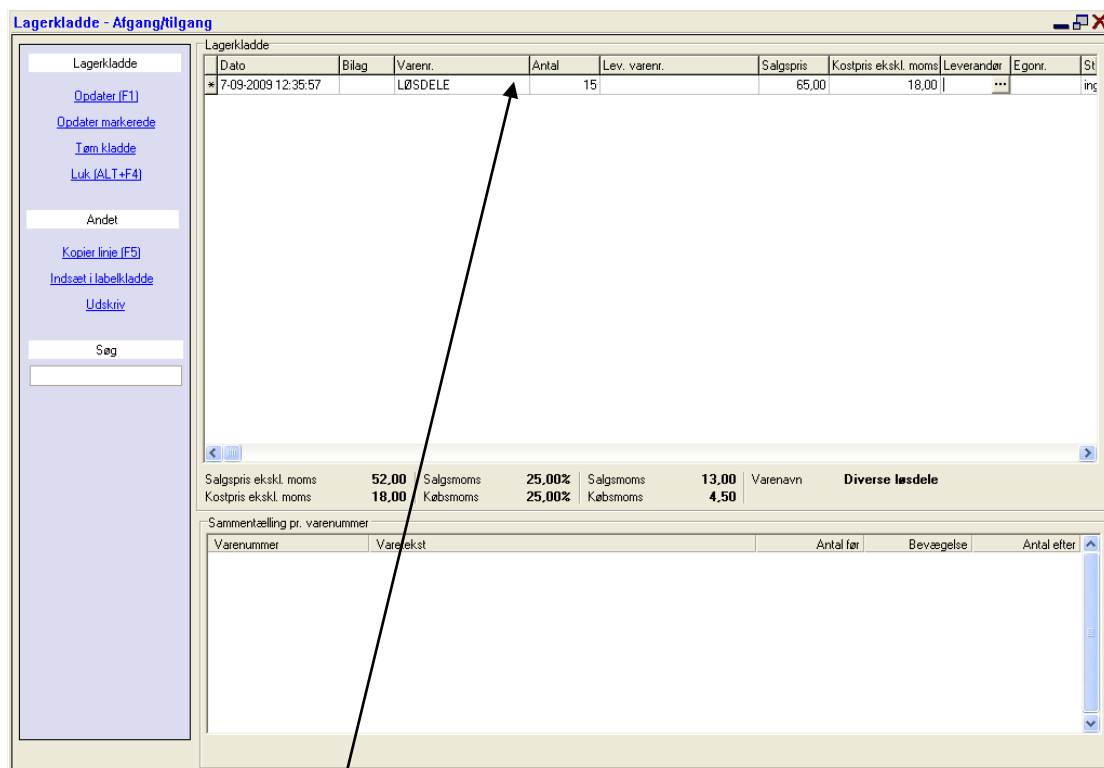 Lagerkladde - Afgang/tilgang
Lagerkladde
Opdater (F1)
Opdater markerede
Tøm kladde
Luk (ALT+F4)
Andet
Kopier linje (F5)
Indsæt i labelkladde
Udskriv
Søg
Lagerkladde
Dato Bilag Varenr. Antal Lev. varenr. Salgspris Kostpris ekskl. moms Leverandør Egonr. St
* 7-09-2009 12:35:57 LØSDELE 15 65,00 18,00 ... ing
Salgspris ekskl. moms 52,00 Salgsmoms 25,00% Salgsmoms 13,00 Varenavn Diverse løsdele
Kostpris ekskl. moms 18,00 Købsmoms 25,00% Købsmoms 4,50
Sammentælling pr. varenummer
Varenummer Varetekst Antal før Bevægelse Antal efter